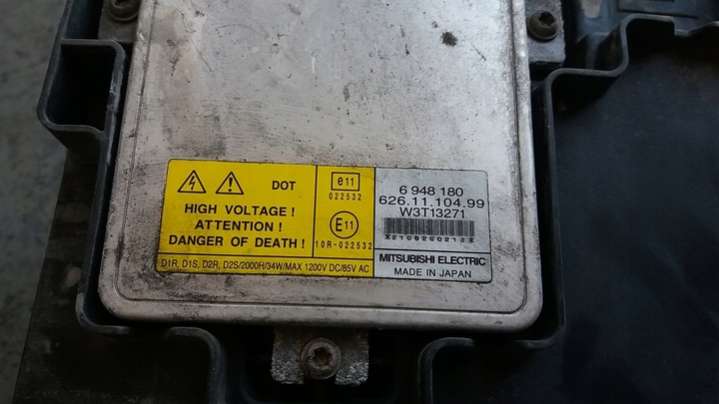 DOT
HIGH VOLTAGE !
ATTENTION !
DANGER OF DEATH !
e11
022532
E11
10R-022532
6 948 180
626.11.104.99
W3T13271
D1R, D1S, D2R, D2S/2000H/34W/MAX 1200V DC/85V AC
MITSUBISHI ELECTRIC
MADE IN JAPAN